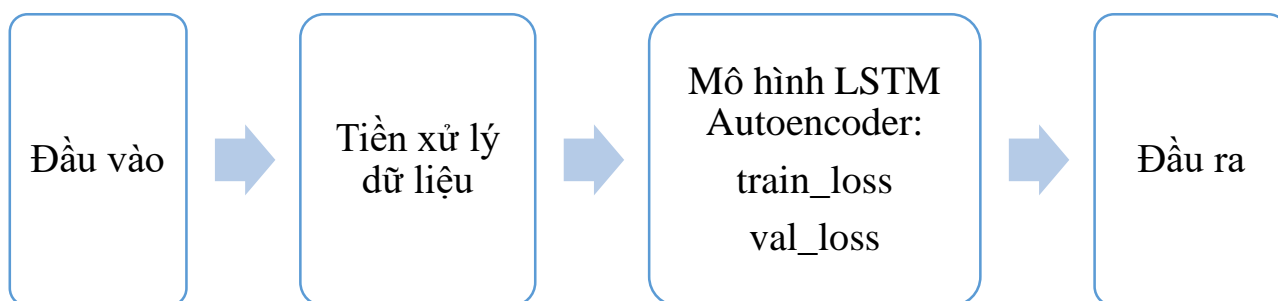 Đầu vào
Tiền xử lý
dữ liệu
Mô hình LSTM
Autoencoder:
train_loss
val_loss
Đầu ra